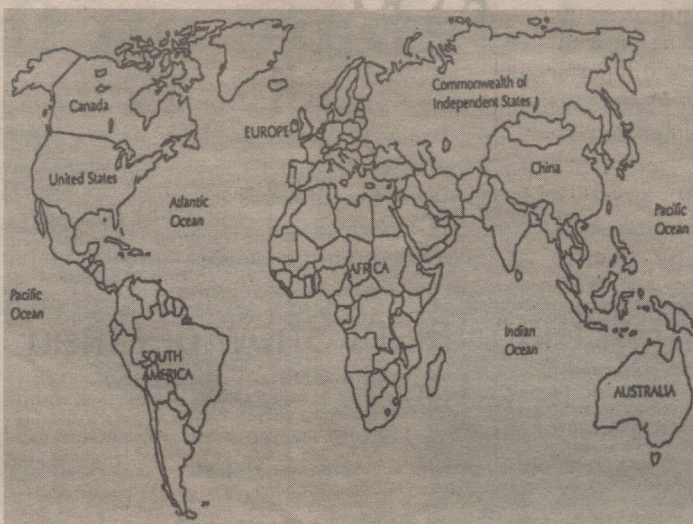 Commonwealth of
Independent States
Canada
EUROPE
China
United States
Atlantic
Ocean
Pacific
Ocean
AFRICA
Pacific
Ocean
Indian
Ocean
SOUTH
AMERICA
AUSTRALIA